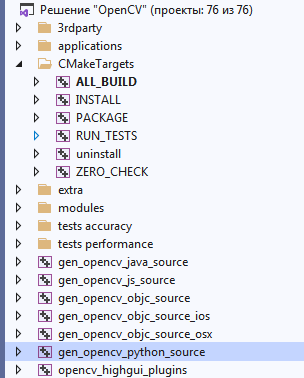 Решение "OpenCV" (проекты: 76 из 76)
3rdparty
applications
CMakeTargets
ALL_BUILD
INSTALL
PACKAGE
RUN_TESTS
uninstall
ZERO_CHECK
extra
modules
tests accuracy
tests performance
gen_opencv_java_source
gen_opencv_js_source
gen_opencv_objc_source
gen_opencv_objc_source_ios
gen_opencv_objc_source_osx
gen_opencv_python_source
opencv_highgui_plugins